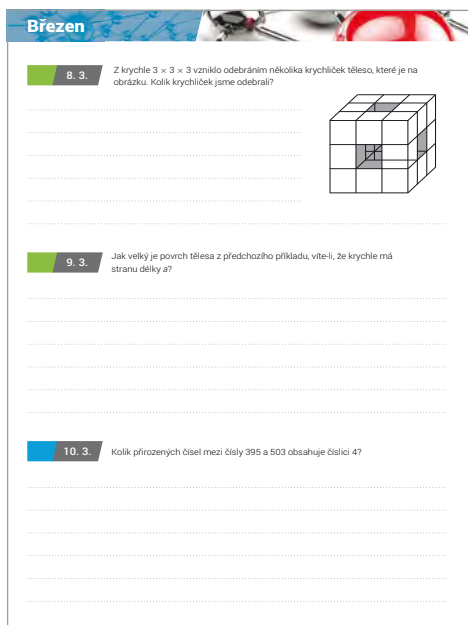 Březen
8. 3.
Z krychle 3 × 3 × 3 vzniklo odebráním několika krychliček těleso, které je na
obrázku. Kolik krychliček jsme odebrali?
9. 3.
Jak velký je povrch tělesa z předchozího příkladu, víte-li, že krychle má
stranu délky a?
10. 3.
Kolik přirozených čísel mezi čísly 395 a 503 obsahuje číslici 4?